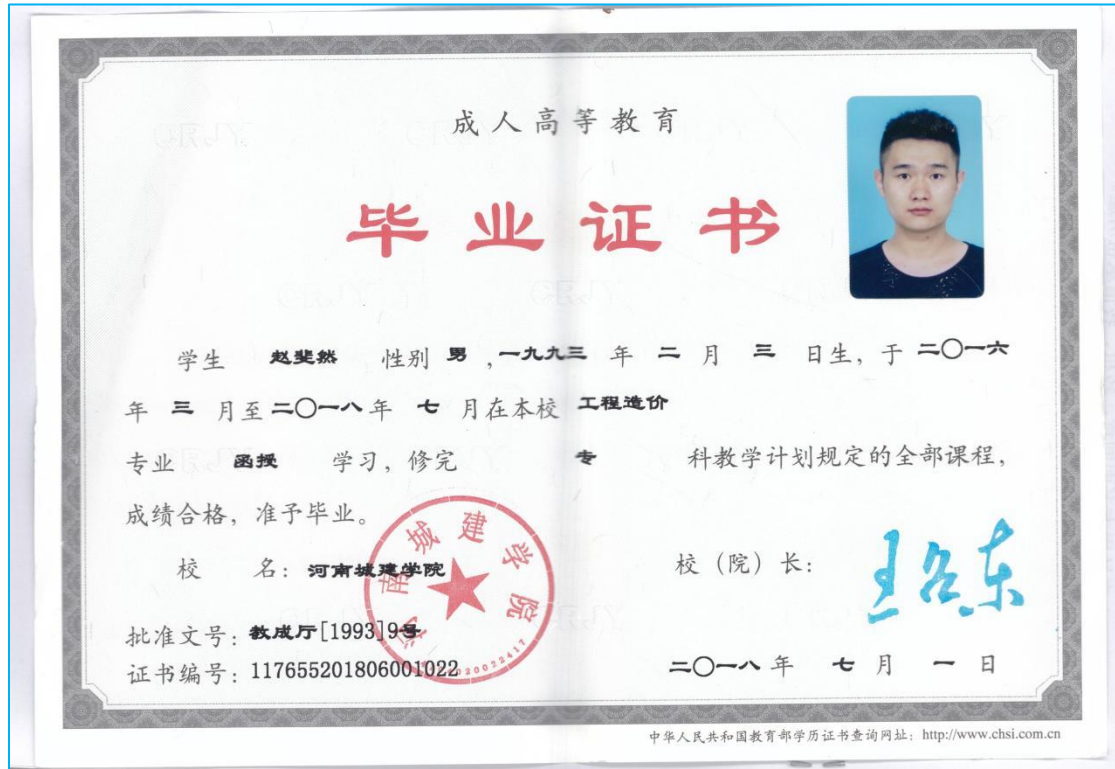 成人高等教育
毕业证书
学生 赵斐然 性别 男，一九九三 年 二 月 三 日生，于 二〇一六
年 三 月至 二〇一八 年 七 月在本校 工程造价
专业 函授 学习，修完 专 科教学计划规定的全部课程，
成绩合格，准予毕业。
校 名：河南城建学院
河南城建学院
校（院）长：
批准文号：教成厅[1993]9号
证书编号：117655201806001022
二〇一八 年 七 月 一 日
中华人民共和国教育部学历证书查询网址：http://www.chsi.com.cn